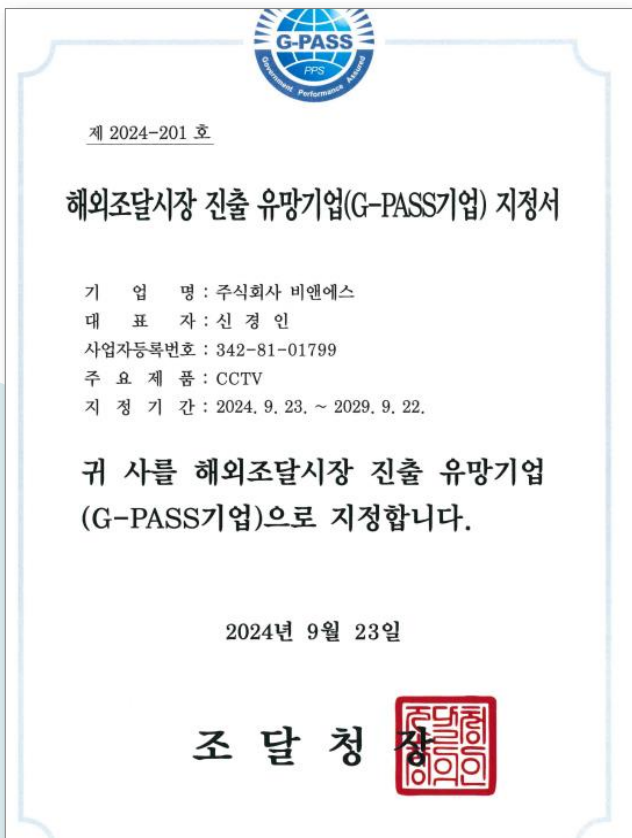 G-PASS
PPS
Government Performance Assured
제 2024-201 호
해외조달시장 진출 유망기업(G-PASS기업) 지정서
기 업 명 : 주식회사 비앤에스
대 표 자 : 신 경 인
사업자등록번호 : 342-81-01799
주 요 제 품 : CCTV
지 정 기 간 : 2024. 9. 23. ~ 2029. 9. 22.
귀 사를 해외조달시장 진출 유망기업
(G-PASS기업)으로 지정합니다.
2024년 9월 23일
조 달 청 장